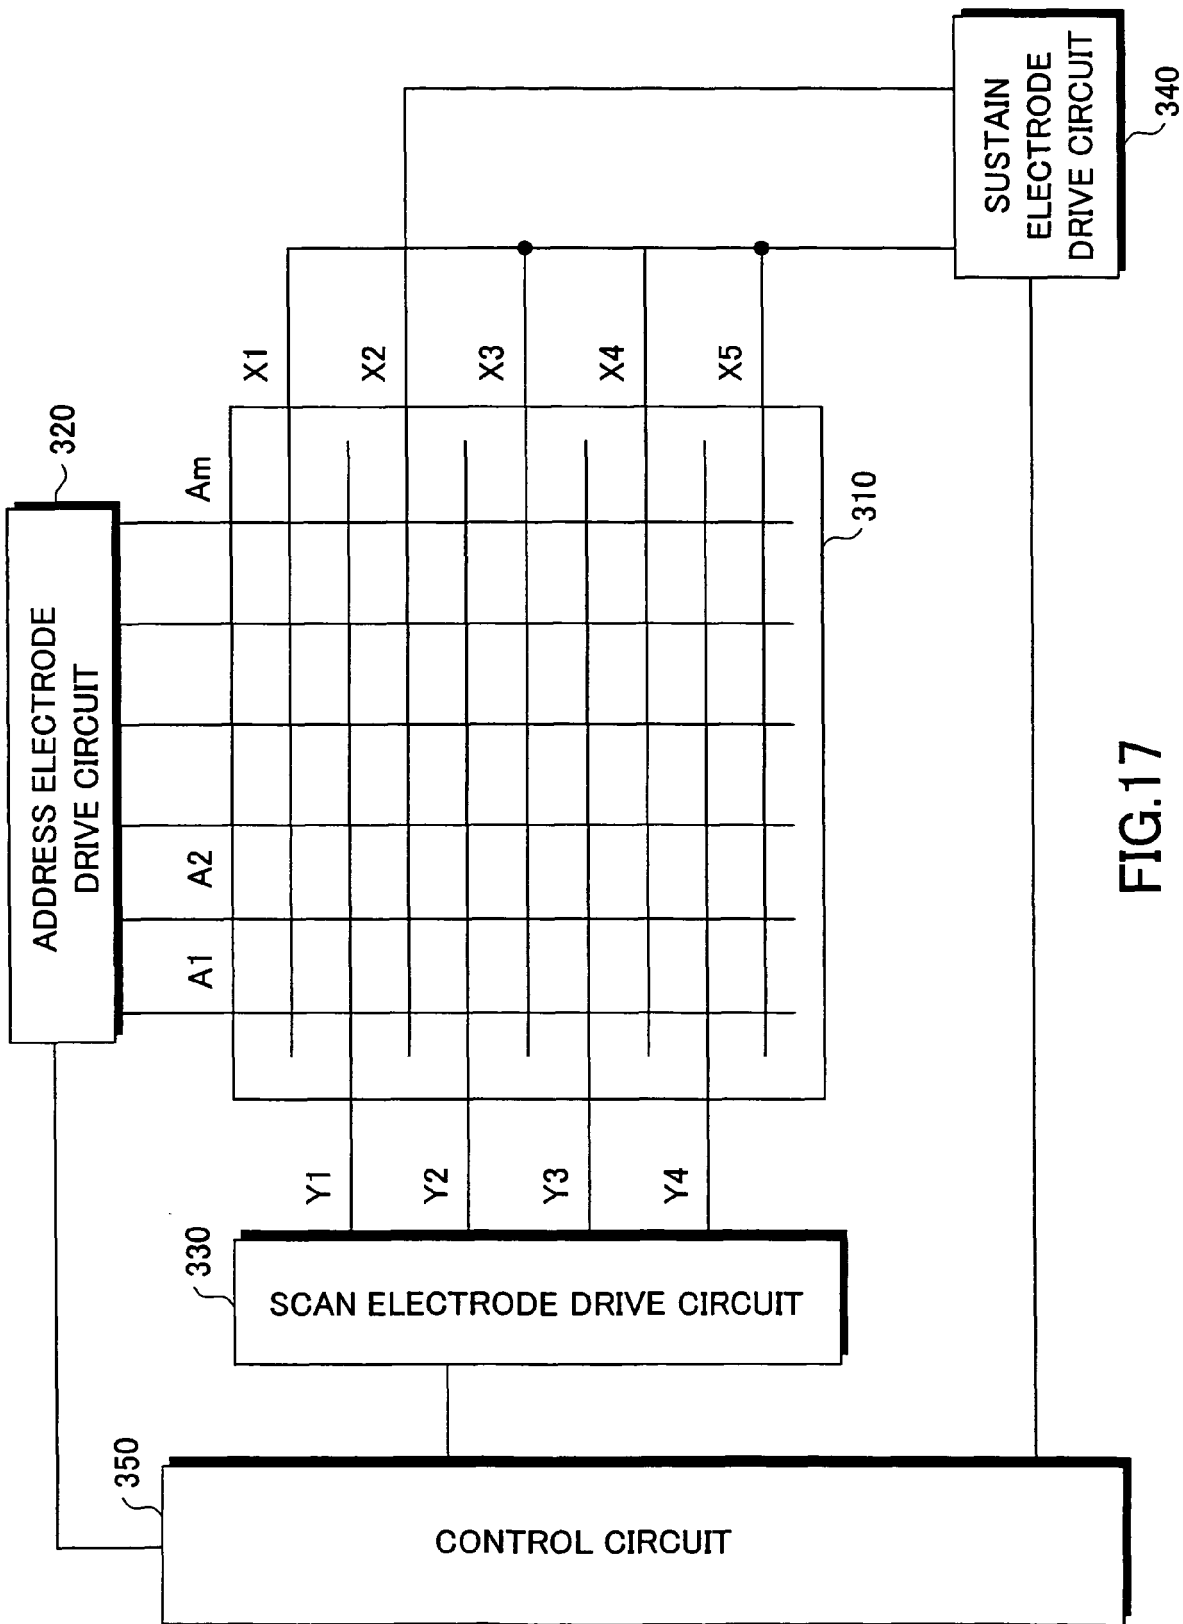 320
ADDRESS ELECTRODE
DRIVE CIRCUIT
A1
A2
Am
X1
X2
X3
X4
X5
310
Y1
Y2
Y3
Y4
330
SCAN ELECTRODE DRIVE CIRCUIT
350
CONTROL CIRCUIT
SUSTAIN
ELECTRODE
DRIVE CIRCUIT
340
FIG.17